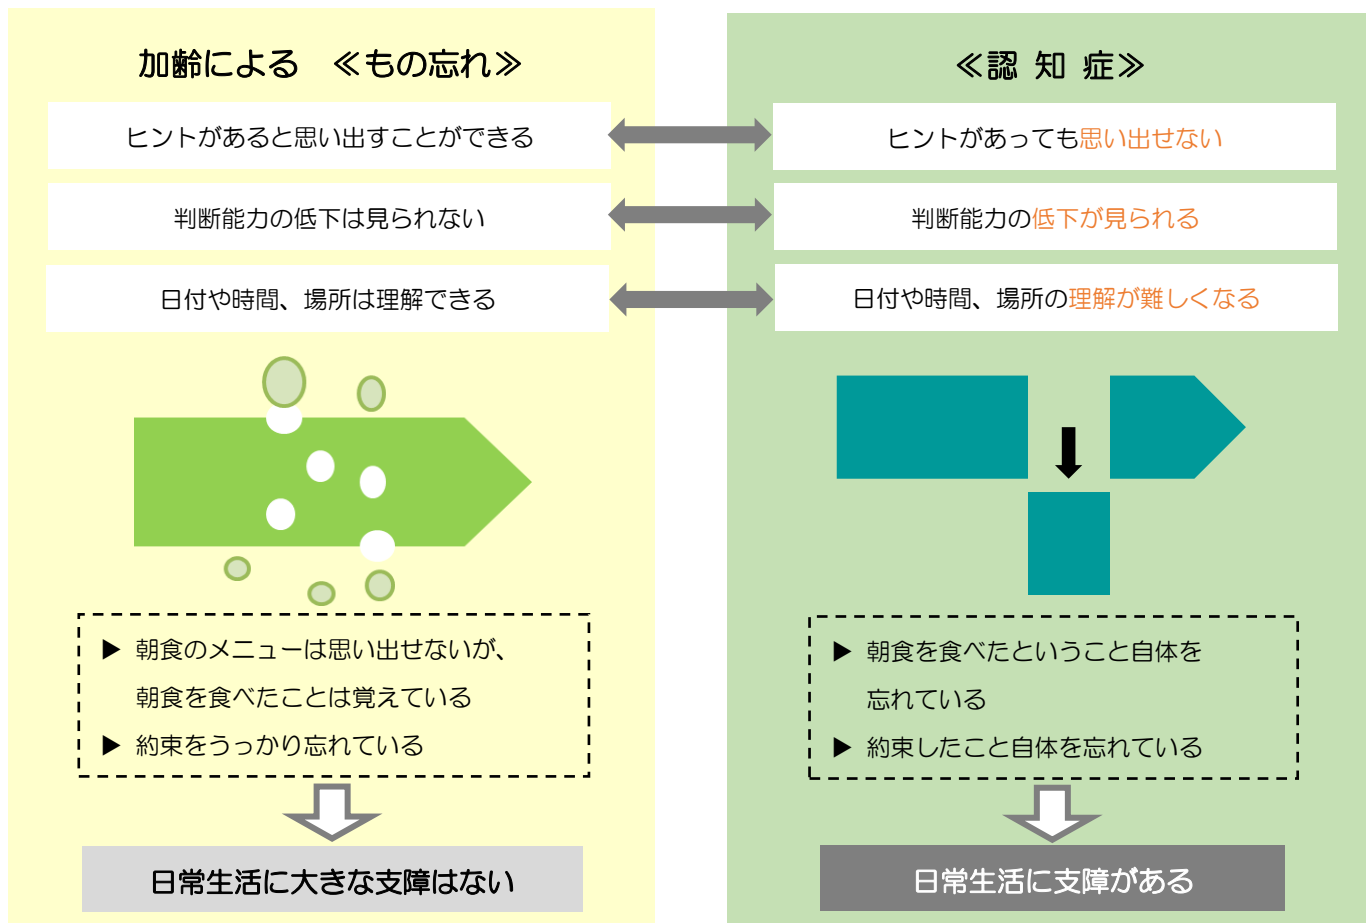 加齢による ≪もの忘れ≫
ヒントがあると思い出すことができる
判断能力の低下は見られない
日付や時間、場所は理解できる
▶ 朝食のメニューは思い出せないが、
朝食を食べたことは覚えている
▶ 約束をうっかり忘れている
日常生活に大きな支障はない
≪認 知 症≫
ヒントがあっても思い出せない
判断能力の低下が見られる
日付や時間、場所の理解が難しくなる
▶ 朝食を食べたということ自体を
忘れている
▶ 約束したこと自体を忘れている
日常生活に支障がある